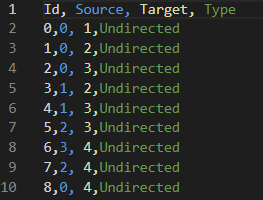 1 Id, Source, Target, Type
2 0,0, 1,Undirected
3 1,0, 2,Undirected
4 2,0, 3,Undirected
5 3,1, 2,Undirected
6 4,1, 3,Undirected
7 5,2, 3,Undirected
8 6,3, 4,Undirected
9 7,2, 4,Undirected
10 8,0, 4,Undirected